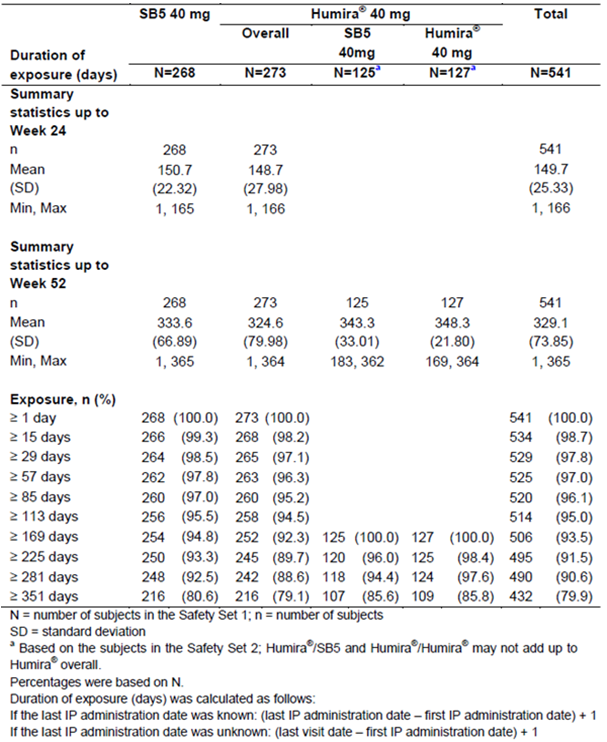 SB5 40 mg Humira® 40 mg Total
Overall SB5 Humira®
Duration of 40mg 40 mg
exposure (days) N=268 N=273 N=125a N=127a N=541
Summary
statistics up to
Week 24
n 268 273 541
Mean 150.7 148.7 149.7
(SD) (22.32) (27.98) (25.33)
Min, Max 1, 165 1, 166 1, 166
Summary
statistics up to
Week 52
n 268 273 125 127 541
Mean 333.6 324.6 343.3 348.3 329.1
(SD) (66.89) (79.98) (33.01) (21.80) (73.85)
Min, Max 1, 365 1, 364 183, 362 169, 364 1, 365
Exposure, n (%)
≥ 1 day 268 (100.0) 273 (100.0) 541 (100.0)
≥ 15 days 266 (99.3) 268 (98.2) 534 (98.7)
≥ 29 days 264 (98.5) 265 (97.1) 529 (97.8)
≥ 57 days 262 (97.8) 263 (96.3) 525 (97.0)
≥ 85 days 260 (97.0) 260 (95.2) 520 (96.1)
≥ 113 days 256 (95.5) 258 (94.5) 514 (95.0)
≥ 169 days 254 (94.8) 252 (92.3) 125 (100.0) 127 (100.0) 506 (93.5)
≥ 225 days 250 (93.3) 245 (89.7) 120 (96.0) 125 (98.4) 495 (91.5)
≥ 281 days 248 (92.5) 242 (88.6) 118 (94.4) 124 (97.6) 490 (90.6)
≥ 351 days 216 (80.6) 216 (79.1) 107 (85.6) 109 (85.8) 432 (79.9)
N = number of subjects in the Safety Set 1; n = number of subjects
SD = standard deviation
a Based on the subjects in the Safety Set 2; Humira®/SB5 and Humira®/Humira® may not add up to
Humira® overall.
Percentages were based on N.
Duration of exposure (days) was calculated as follows:
If the last IP administration date was known: (last IP administration date – first IP administration date) + 1
If the last IP administration date was unknown: (last visit date – first IP administration date) + 1